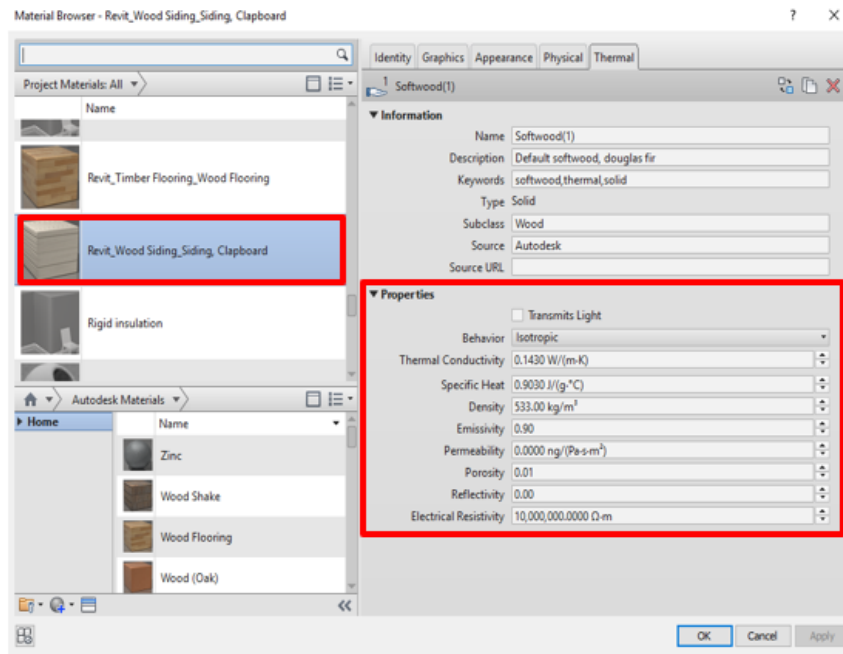 Material Browser - Revit_Wood Siding_Siding, Clapboard
? X
Project Materials: All
Name
Revit_Timber Flooring_Wood Flooring
Revit_Wood Siding_Siding, Clapboard
Rigid insulation
Autodesk Materials
Home
Name
Zinc
Wood Shake
Wood Flooring
Wood (Oak)
Identity Graphics Appearance Physical Thermal
1 Softwood(1)
Information
Name Softwood(1)
Description Default softwood, douglas fir
Keywords softwood,thermal,solid
Type Solid
Subclass Wood
Source Autodesk
Source URL
Properties
Transmits Light
Behavior Isotropic
Thermal Conductivity 0.1430 W/(m·K)
Specific Heat 0.9030 J/(g·°C)
Density 533.00 kg/m³
Emissivity 0.90
Permeability 0.0000 ng/(Pa·s·m²)
Porosity 0.01
Reflectivity 0.00
Electrical Resistivity 10,000,000.0000 Ω·m
OK Cancel Apply